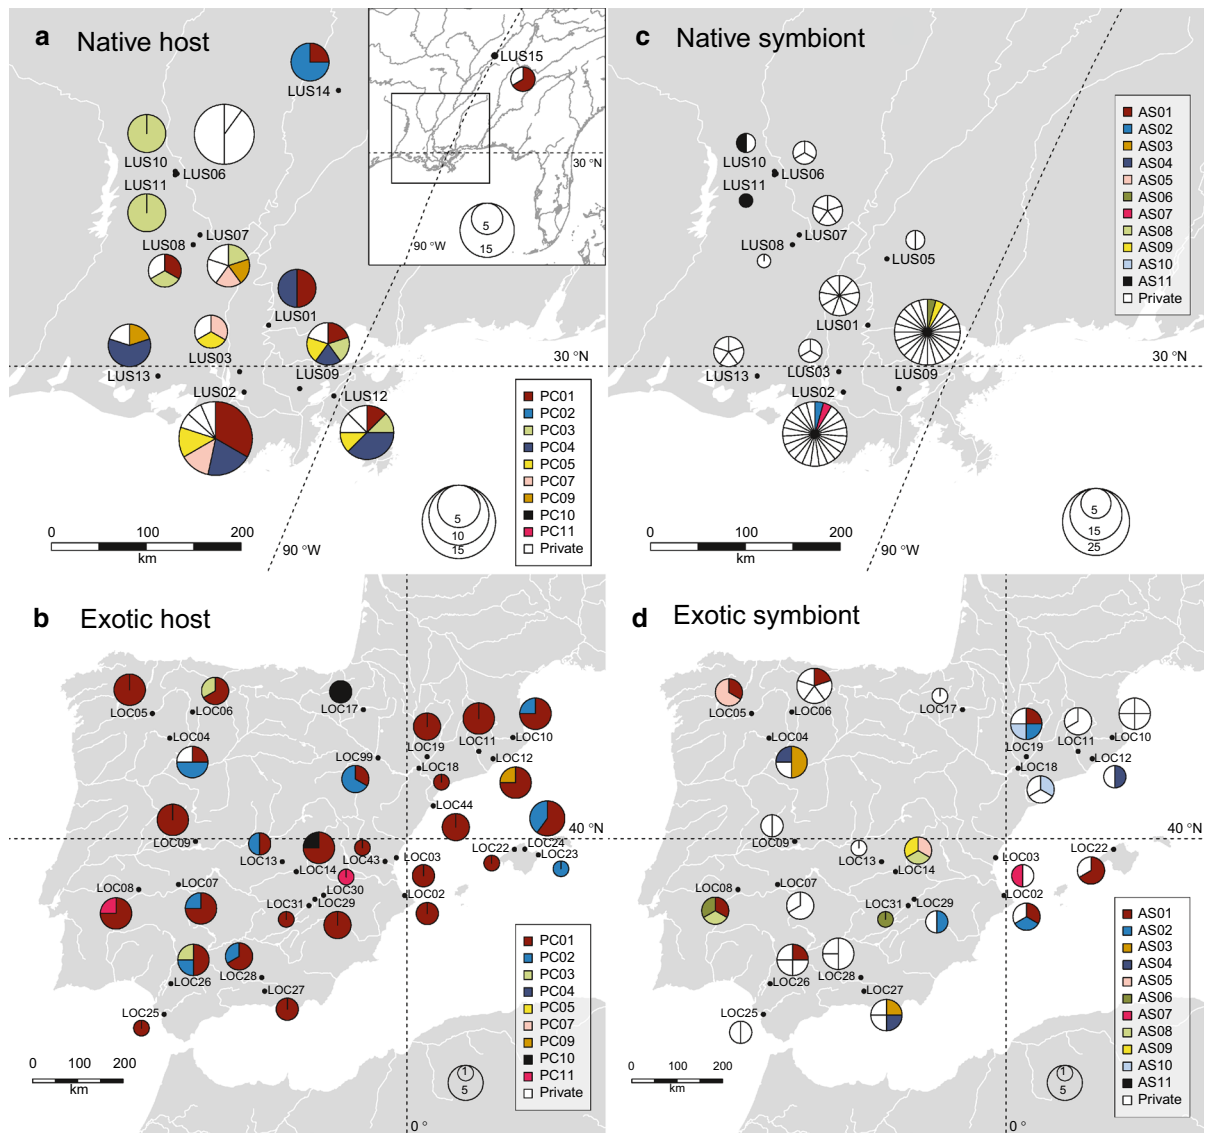 a Native host
LUS14
LUS15
30 °N
90 °W
5
15
LUS10
LUS06
LUS11
LUS07
LUS08
LUS01
LUS03
30 °N
LUS13
LUS02
LUS09
LUS12
PC01
PC02
PC03
PC04
PC05
PC07
PC09
PC10
PC11
Private
0 100 200
km
5
10
15
90 °W
c Native symbiont
AS01
AS02
AS03
AS04
AS05
AS06
AS07
AS08
AS09
AS10
AS11
Private
LUS10
LUS06
LUS11
LUS07
LUS08
LUS05
LUS01
30 °N
LUS13
LUS03
LUS02
LUS09
0 100 200
km
5
15
25
90 °W
b Exotic host
LOC05
LOC06
LOC17
LOC04
LOC99
LOC19
LOC11
LOC10
LOC18
LOC12
LOC44
40 °N
LOC09
LOC13
LOC14
LOC43
LOC03
LOC22
LOC24
LOC23
LOC08
LOC07
LOC30
LOC31
LOC29
LOC02
LOC26
LOC28
LOC27
LOC25
0 100 200
km
1
5
PC01
PC02
PC03
PC04
PC05
PC07
PC09
PC10
PC11
Private
0 °
d Exotic symbiont
LOC05
LOC06
LOC17
LOC04
LOC19
LOC11
LOC10
LOC18
LOC12
40 °N
LOC09
LOC13
LOC14
LOC03
LOC22
LOC08
LOC07
LOC31
LOC29
LOC02
LOC26
LOC28
LOC27
LOC25
0 100 200
km
1
5
AS01
AS02
AS03
AS04
AS05
AS06
AS07
AS08
AS09
AS10
AS11
Private
0 °